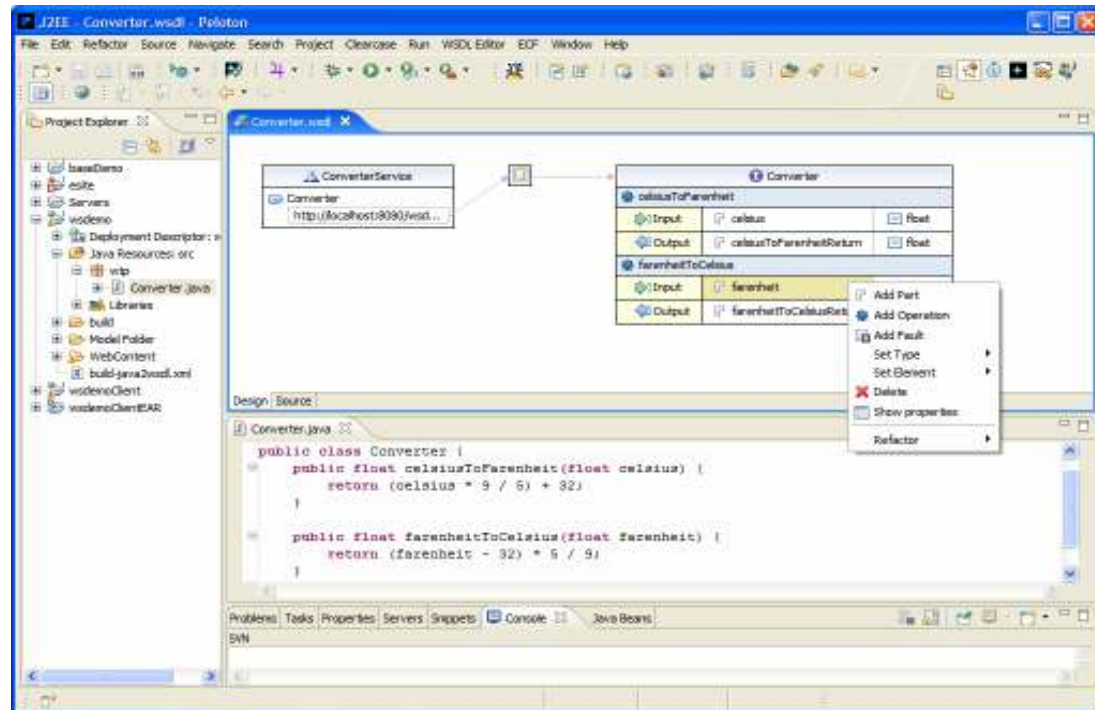 J2EE - Converter.wsdl - Peloton
File Edit Refactor Source Navigate Search Project Clearcase Run WSDL Editor ECF Window Help
Project Explorer
baseDemo
esite
Servers
wsdemo
Deployment Descriptor: w
Java Resources: src
wtp
Converter.java
Libraries
build
Model Folder
WebContent
build-java2wsdl.xml
wsdemoClient
wsdemoClientEAR
Converter.wsdl
ConverterService
Converter
http://localhost:8080/wsd...
Converter
celsiusToFarenheit
Input celsius float
Output celsiusToFarenheitReturn float
farenheitToCelsius
Input farenheit
Output farenheitToCelsiusRetu
Add Part
Add Operation
Add Fault
Set Type
Set Element
Delete
Show properties
Refactor
Design Source
Converter.java
public class Converter {
public float celsiusToFarenheit(float celsius) {
return (celsius * 9 / 5) + 32;
}
public float farenheitToCelsius(float farenheit) {
return (farenheit - 32) * 5 / 9;
}
Problems Tasks Properties Servers Snippets Console Java Beans
SVN